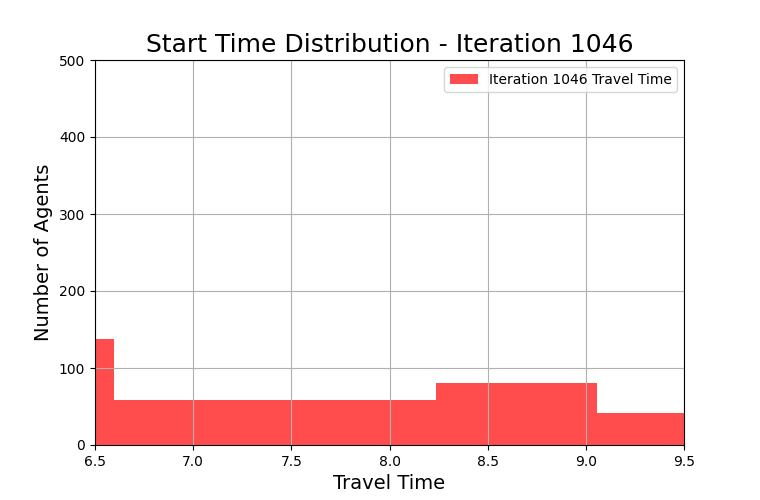 Start Time Distribution - Iteration 1046
Iteration 1046 Travel Time
Number of Agents
500
400
300
200
100
0
6.5 7.0 7.5 8.0 8.5 9.0 9.5
Travel Time